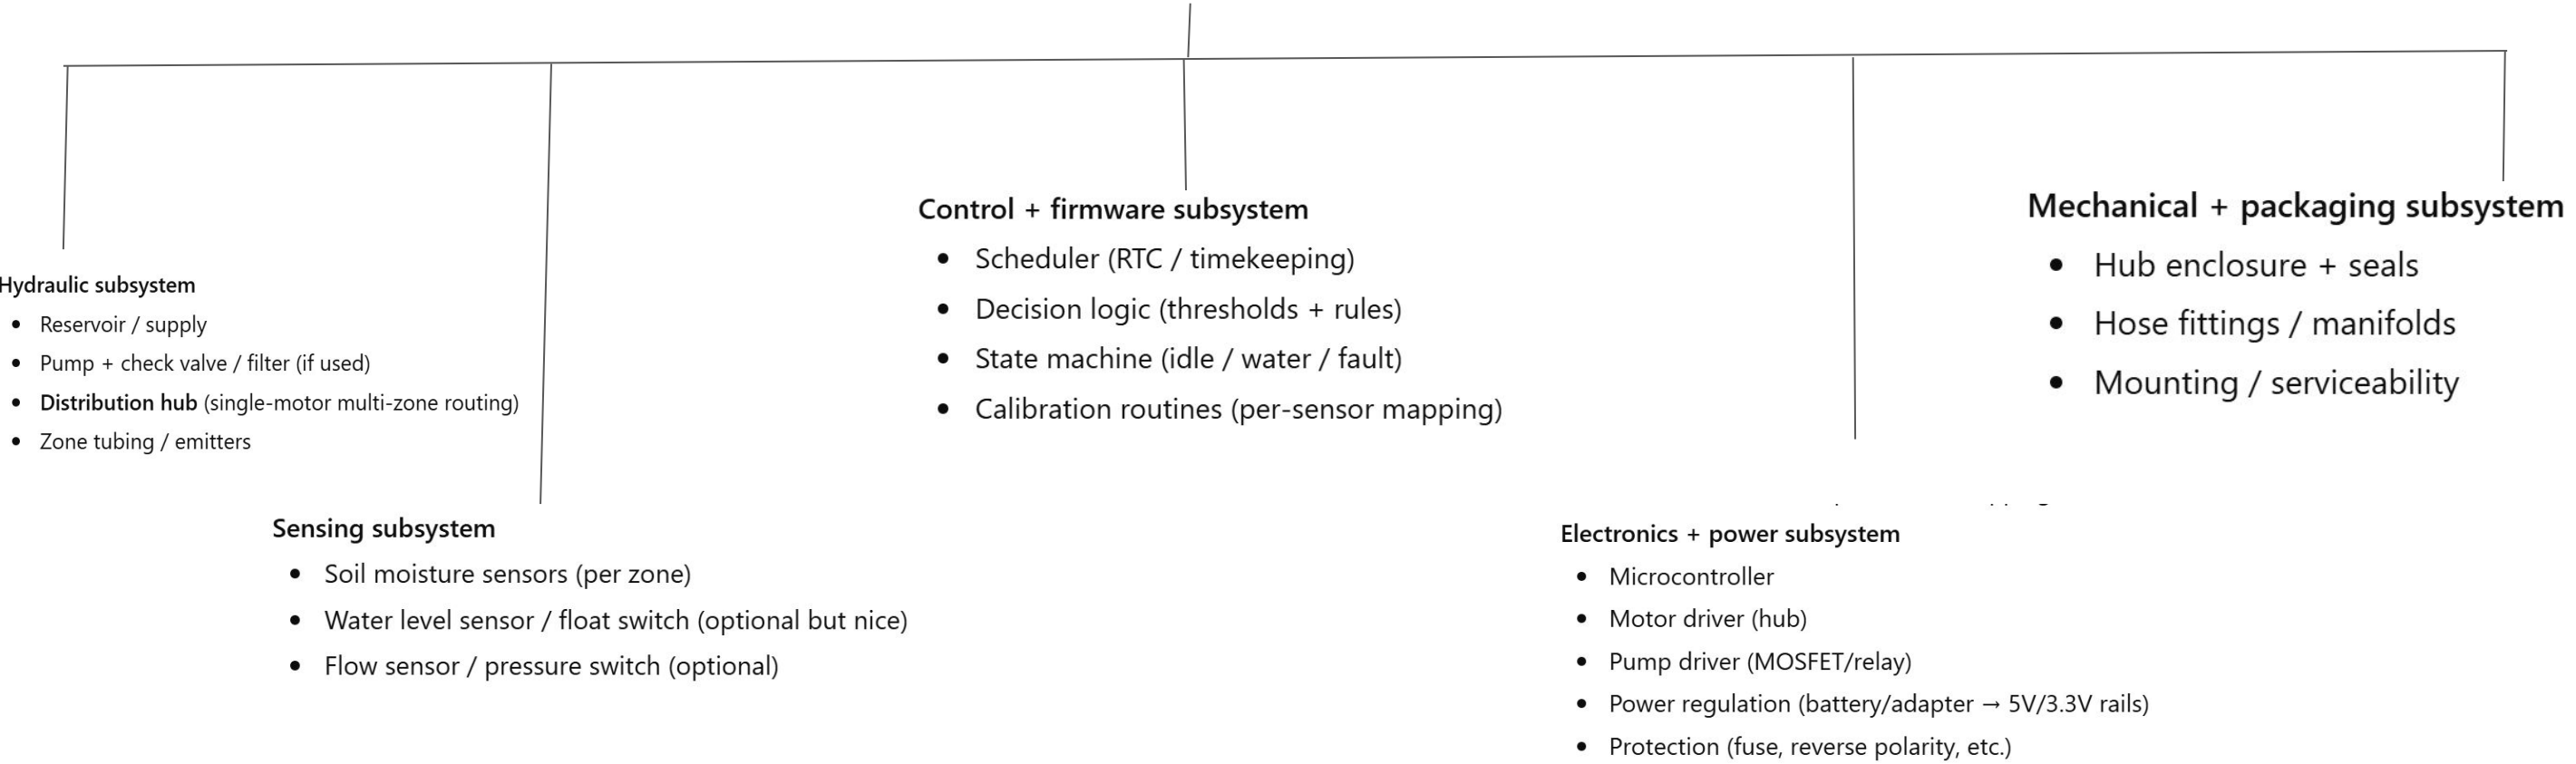 Hydraulic subsystem
• Reservoir / supply
• Pump + check valve / filter (if used)
• Distribution hub (single-motor multi-zone routing)
• Zone tubing / emitters
Sensing subsystem
• Soil moisture sensors (per zone)
• Water level sensor / float switch (optional but nice)
• Flow sensor / pressure switch (optional)
Control + firmware subsystem
• Scheduler (RTC / timekeeping)
• Decision logic (thresholds + rules)
• State machine (idle / water / fault)
• Calibration routines (per-sensor mapping)
Electronics + power subsystem
• Microcontroller
• Motor driver (hub)
• Pump driver (MOSFET/relay)
• Power regulation (battery/adapter → 5V/3.3V rails)
• Protection (fuse, reverse polarity, etc.)
Mechanical + packaging subsystem
• Hub enclosure + seals
• Hose fittings / manifolds
• Mounting / serviceability